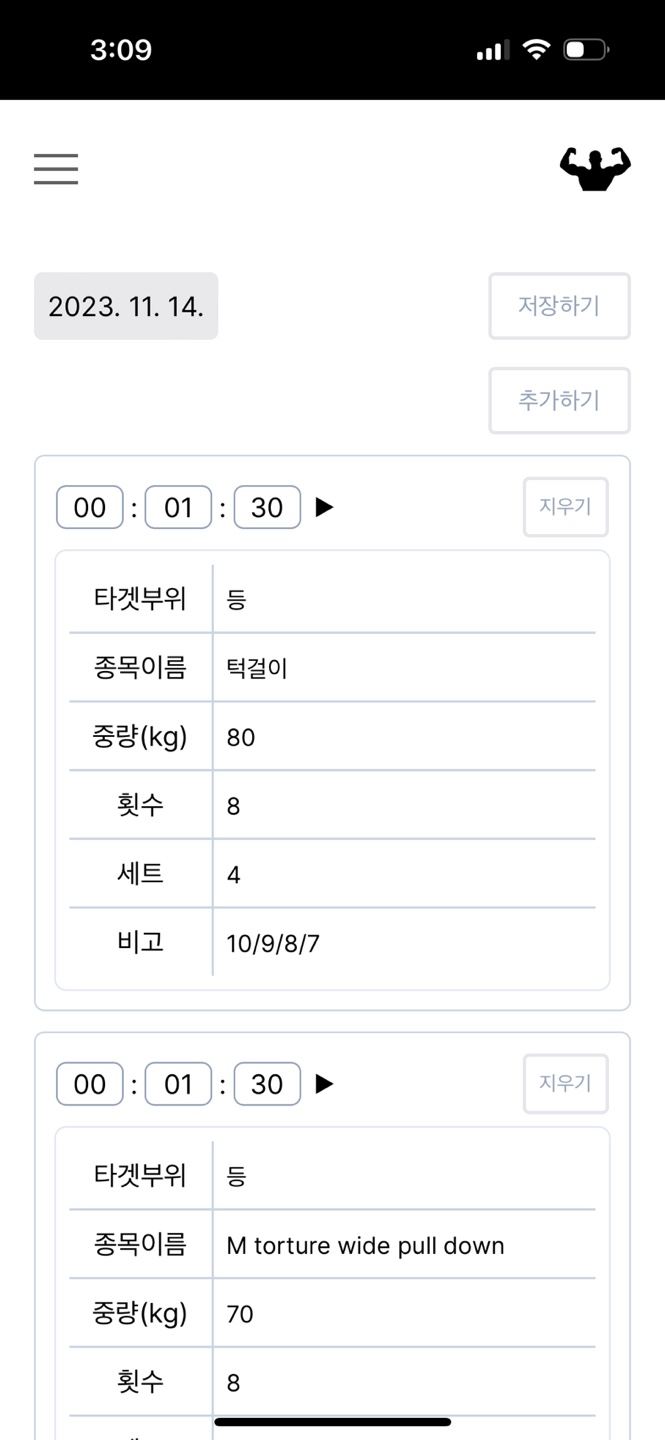 3:09
2023. 11. 14.
저장하기
추가하기
00 : 01 : 30
지우기
타겟부위 등
종목이름 턱걸이
중량(kg) 80
횟수 8
세트 4
비고 10/9/8/7
00 : 01 : 30
지우기
타겟부위 등
종목이름 M torture wide pull down
중량(kg) 70
횟수 8